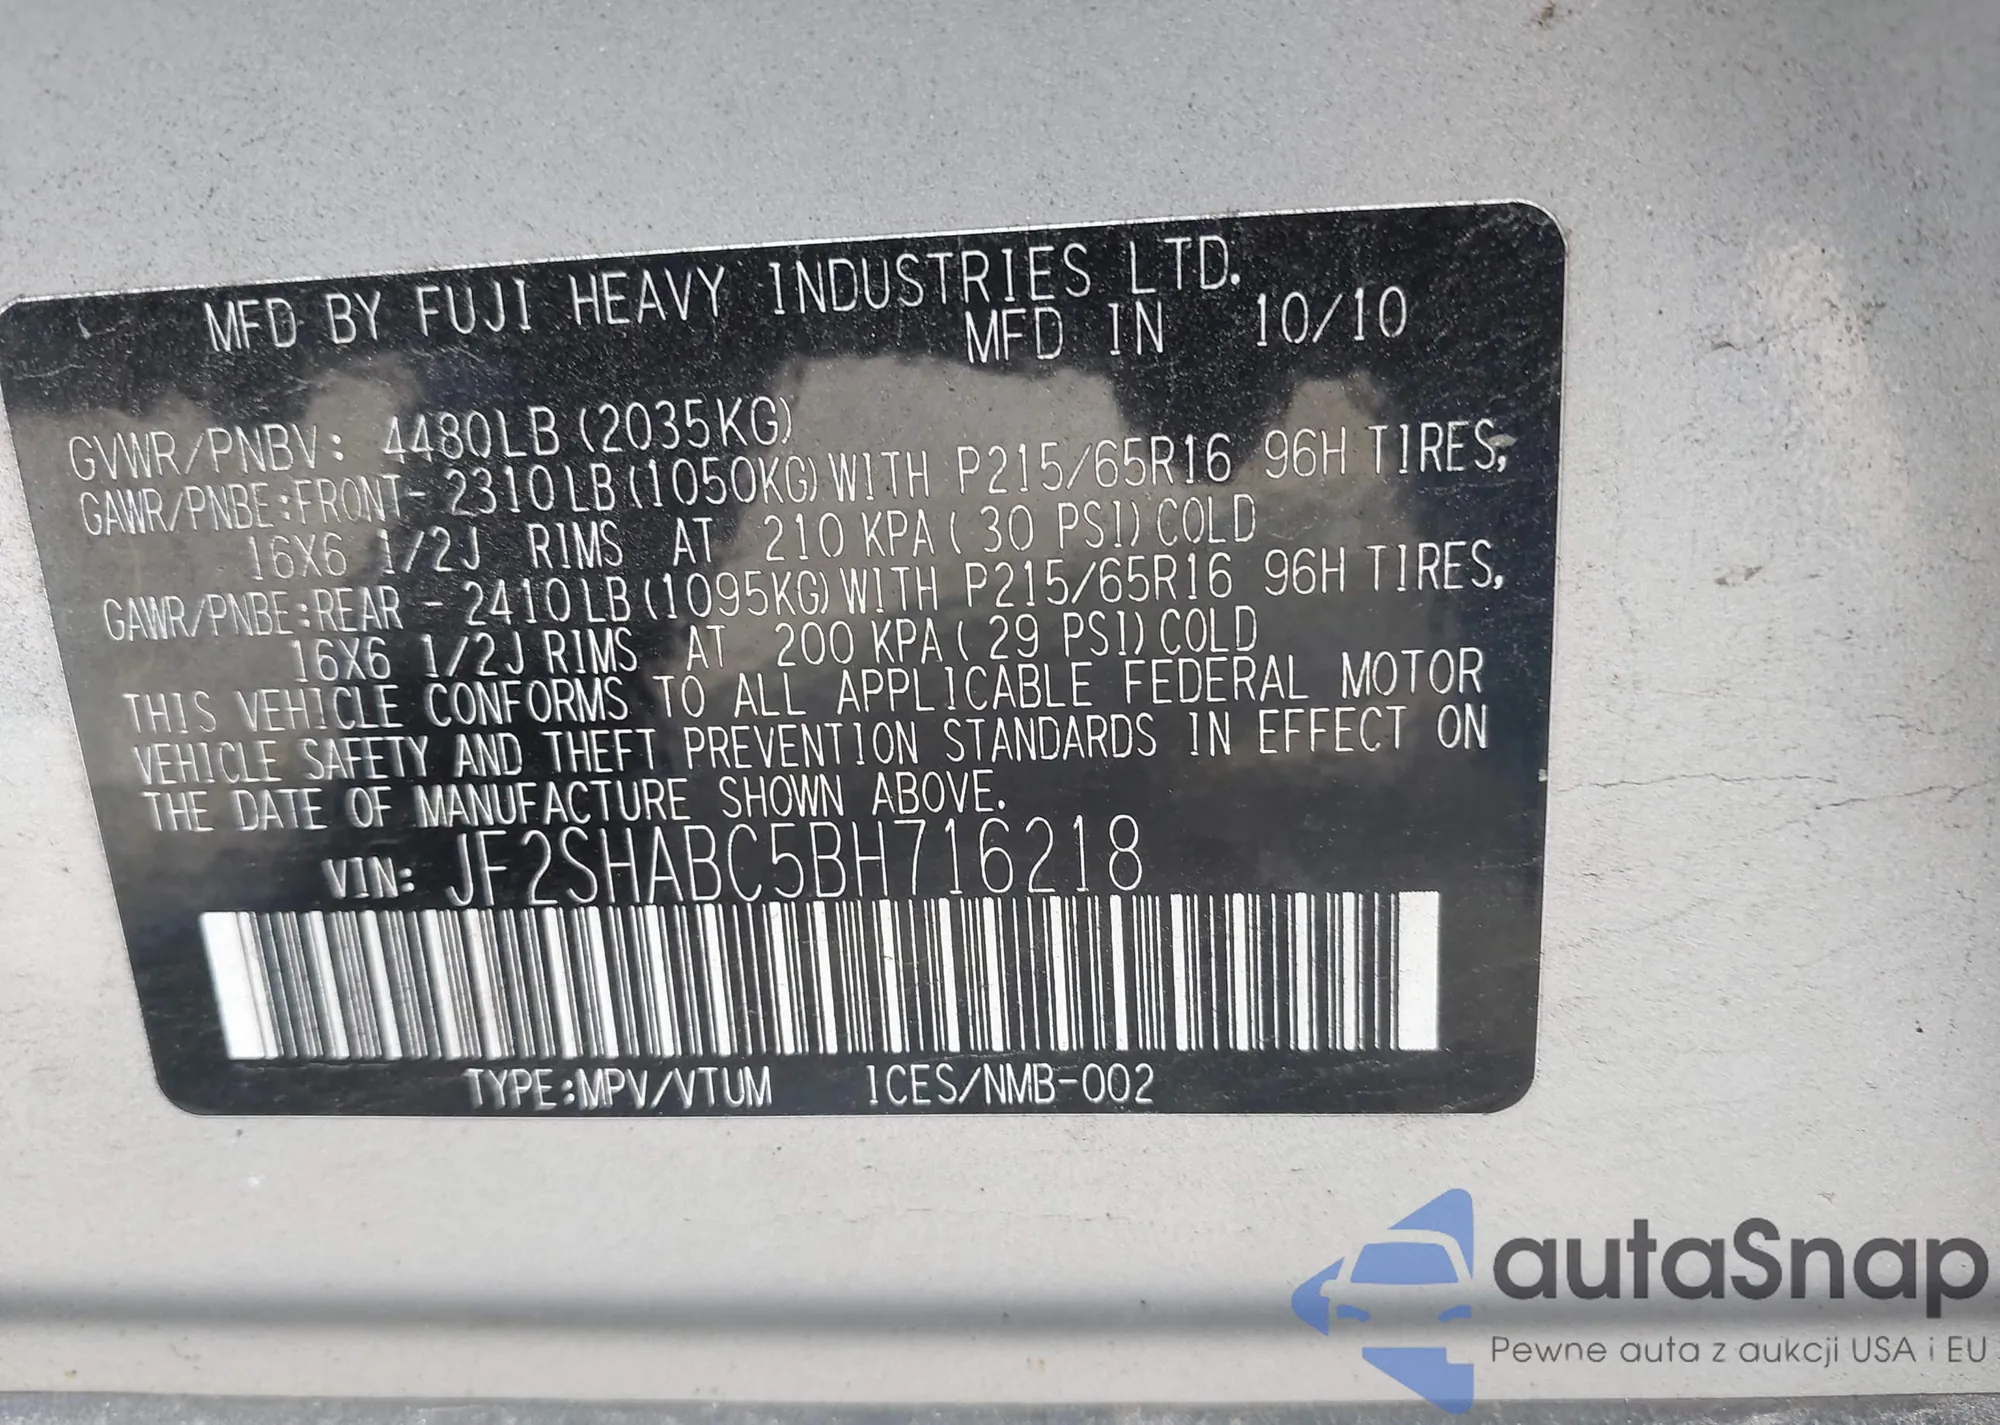 MFD BY FUJI HEAVY INDUSTRIES LTD.
MFD IN 10/10
GVWR/PNBV: 4480LB (2035KG)
GAWR/PNBE:FRONT- 2310LB(1050KG)WITH P215/65R16 96H TIRES,
16X6 1/2J RIMS AT 210 KPA( 30 PSI)COLD
GAWR/PNBE:REAR - 2410LB(1095KG)WITH P215/65R16 96H TIRES,
16X6 1/2J RIMS AT 200 KPA( 29 PSI)COLD
THIS VEHICLE CONFORMS TO ALL APPLICABLE FEDERAL MOTOR
VEHICLE SAFETY AND THEFT PREVENTION STANDARDS IN EFFECT ON
THE DATE OF MANUFACTURE SHOWN ABOVE.
VIN: JF2SHABC5BH716218
TYPE:MPV/VTUM ICES/NMB-002
autaSnap
Pewne auta z aukcji USA i EU